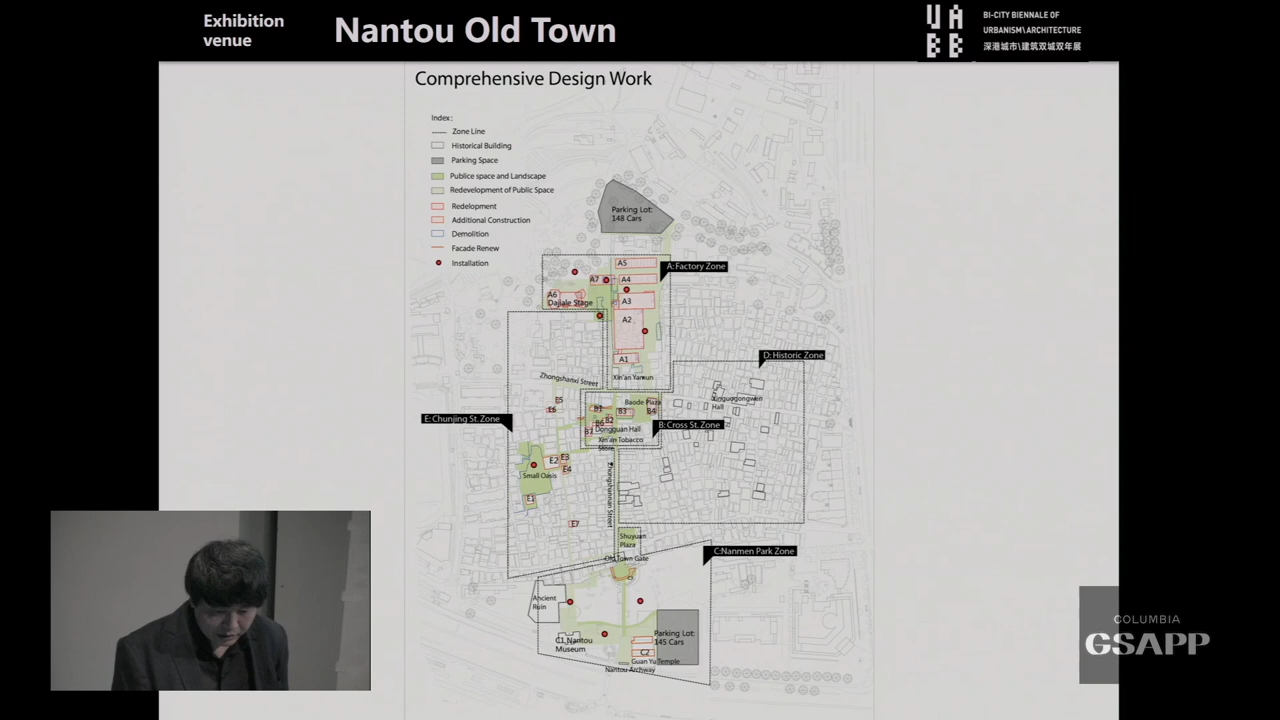 Exhibition
venue
Nantou Old Town
BI-CITY BIENNALE OF
URBANISM\ARCHITECTURE
深港城市\建筑双城双年展
UABB
Comprehensive Design Work
Index:
Zone Line
Historical Building
Parking Space
Publice space and Landscape
Redevelopment of Public Space
Redelopment
Additional Construction
Demolition
Facade Renew
Installation
Parking Lot:
148 Cars
A: Factory Zone
A5
A7
A4
A6
Dajiale Stage
A3
A2
A1
D: Historic Zone
Xin'an Yamun
Zhongshanxi Street
E5
E6
Baode Plaza
B1
B3
B4
B2
B6
B7
Dongguan Hall
B: Cross St. Zone
Xin'an Tobacco
Store
Hall
E: Chunjing St. Zone
E2
E3
E4
Small Oasis
E1
E7
Zhongshannan Street
Shuyuan
Plaza
C:Nanmen Park Zone
Old Town Gate
Ancient
Ruin
C1 Nantou
Museum
Parking Lot:
145 Cars
C2
Guan Yu Temple
Nantou Archway
COLUMBIA
GSAPP